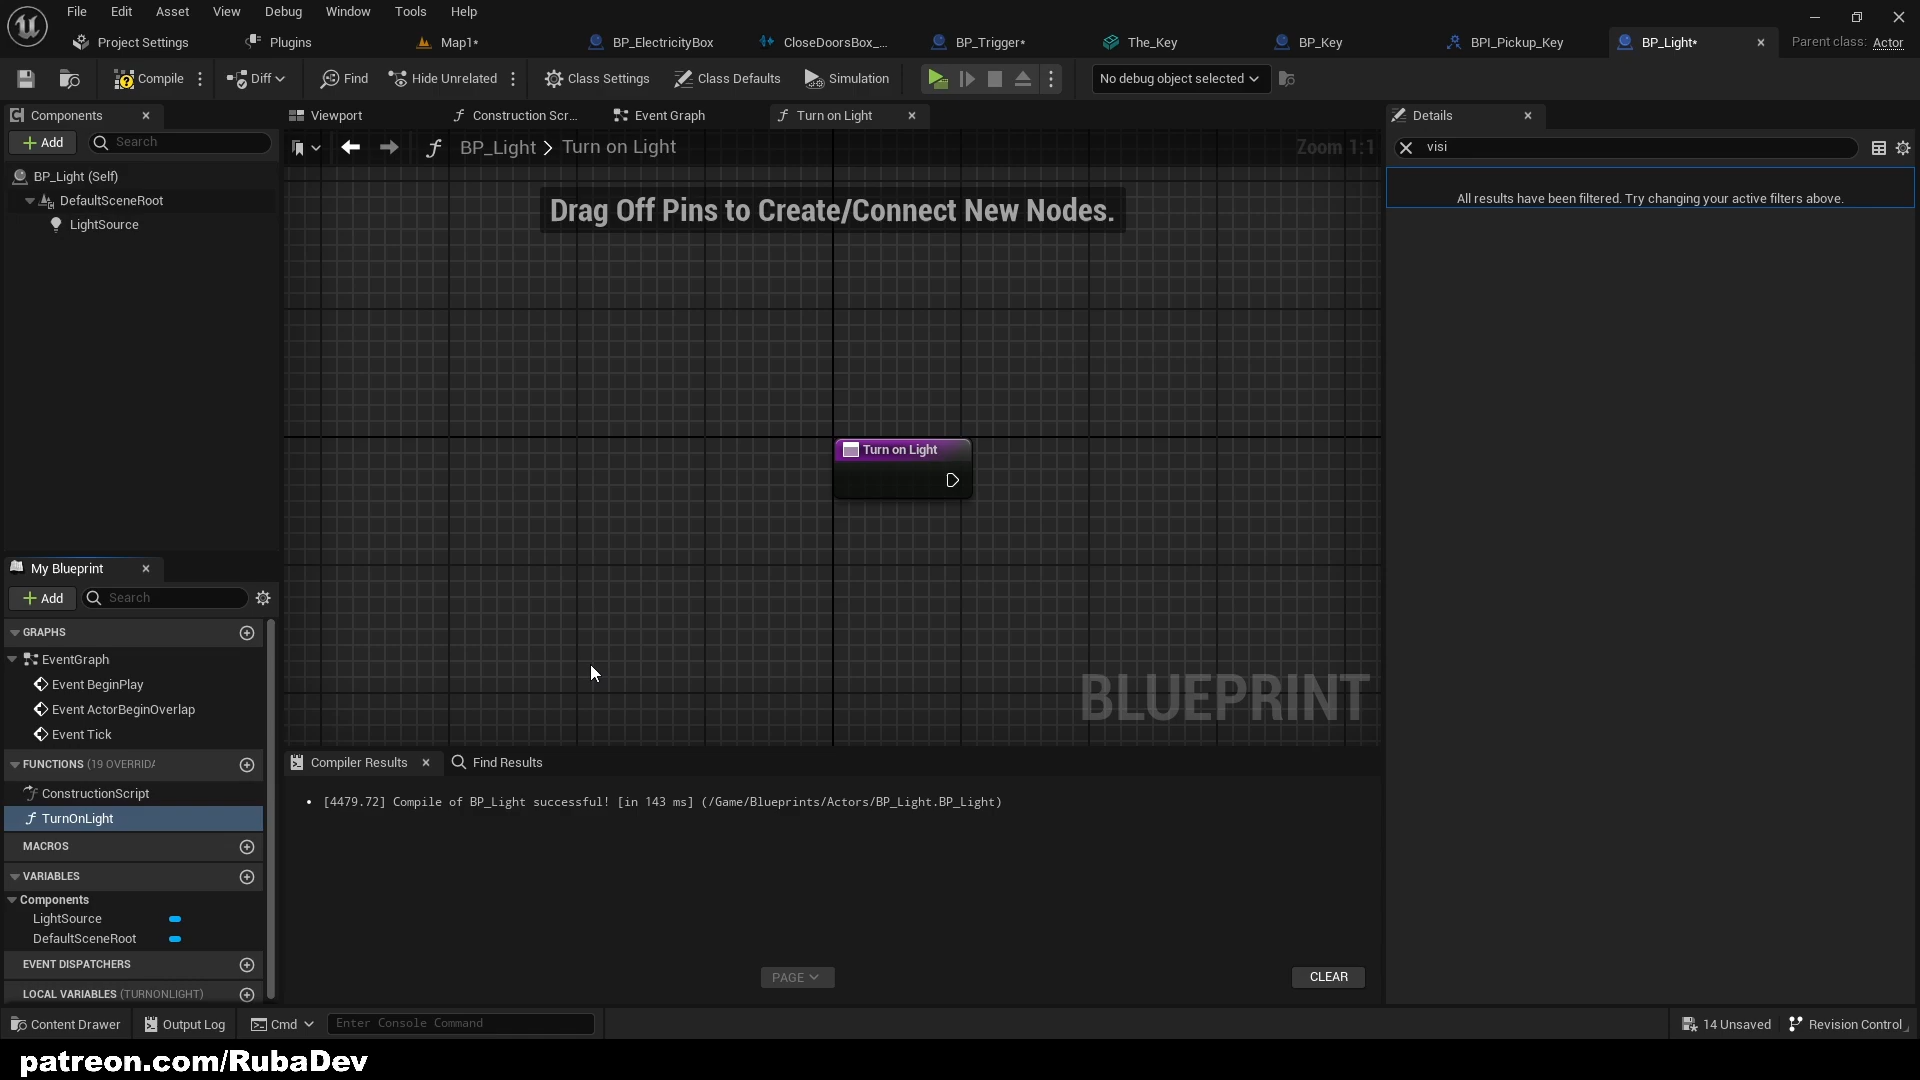 File Edit Asset View Debug Window Tools Help
Project Settings Plugins Map1* BP_ElectricityBox CloseDoorsBox_... BP_Trigger* The_Key BP_Key BPI_Pickup_Key BP_Light* Parent class: Actor
Compile Diff Find Hide Unrelated Class Settings Class Defaults Simulation No debug object selected
Components Viewport Construction Scr... Event Graph Turn on Light Details
Add Search BP_Light > Turn on Light Zoom 1:1 visi
BP_Light (Self)
DefaultSceneRoot
LightSource
Drag Off Pins to Create/Connect New Nodes.
All results have been filtered. Try changing your active filters above.
Turn on Light
BLUEPRINT
My Blueprint
Add Search
GRAPHS
EventGraph
Event BeginPlay
Event ActorBeginOverlap
Event Tick
FUNCTIONS (19 OVERRIDA
ConstructionScript
TurnOnLight
MACROS
VARIABLES
Components
LightSource
DefaultSceneRoot
EVENT DISPATCHERS
LOCAL VARIABLES (TURNONLIGHT)
Compiler Results Find Results
[4479.72] Compile of BP_Light successful! [in 143 ms] (/Game/Blueprints/Actors/BP_Light.BP_Light)
PAGE CLEAR
Content Drawer Output Log Cmd Enter Console Command 14 Unsaved Revision Control
patreon.com/RubaDev